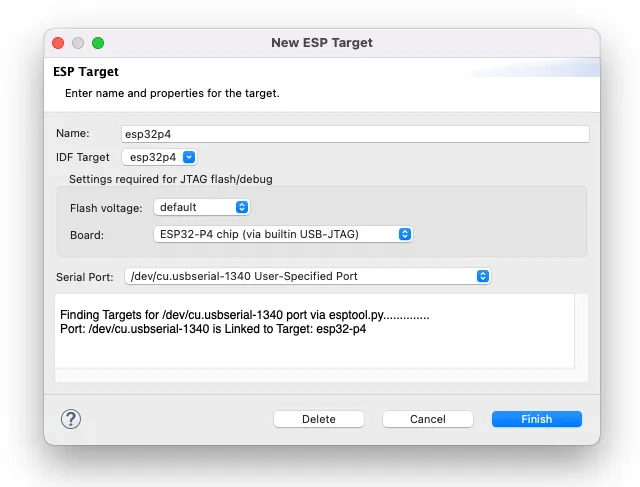 New ESP Target
ESP Target
Enter name and properties for the target.
Name: esp32p4
IDF Target esp32p4
Settings required for JTAG flash/debug
Flash voltage: default
Board: ESP32-P4 chip (via builtin USB-JTAG)
Serial Port: /dev/cu.usbserial-1340 User-Specified Port
Finding Targets for /dev/cu.usbserial-1340 port via esptool.py..............
Port: /dev/cu.usbserial-1340 is Linked to Target: esp32-p4
? Delete Cancel Finish